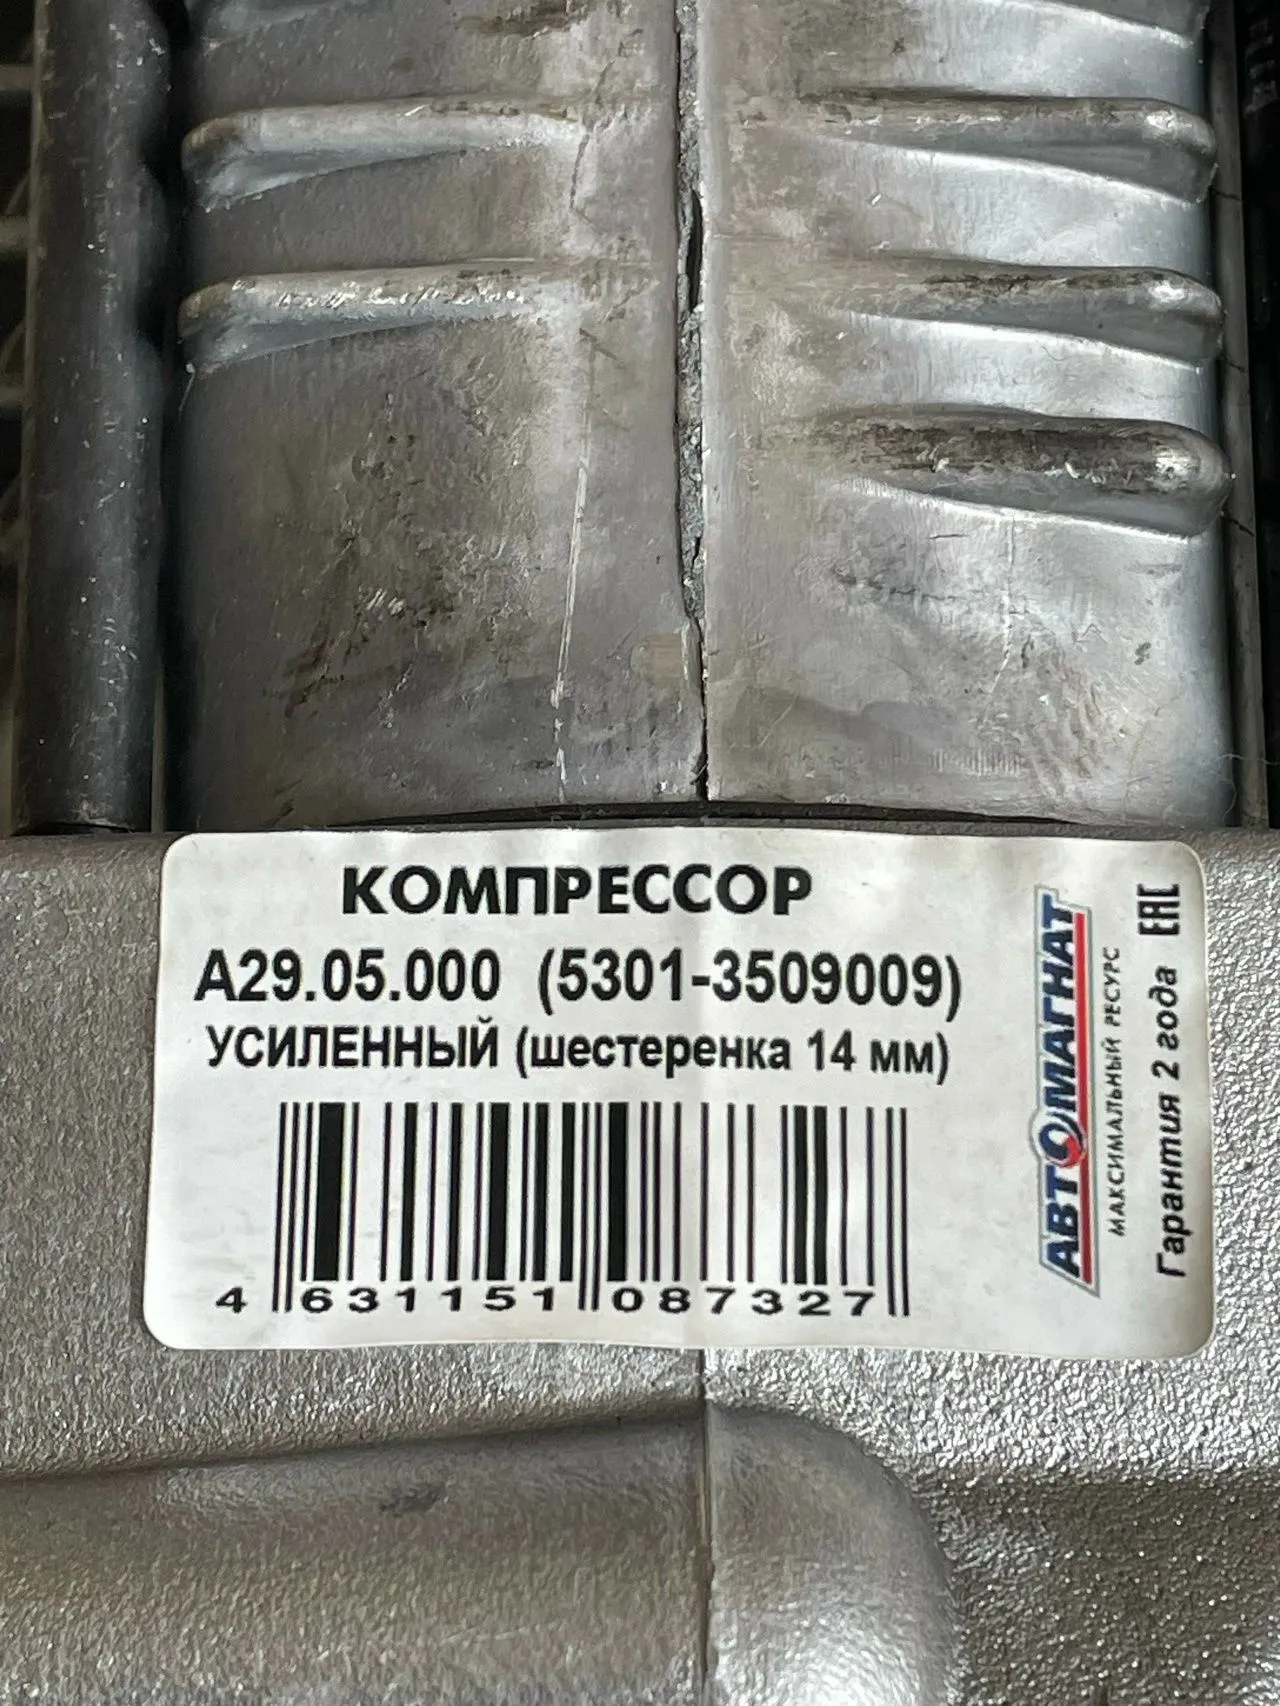 КОМПРЕССОР
А29.05.000 (5301-3509009)
УСИЛЕННЫЙ (шестеренка 14 мм)
4 631151 087327
АВТОМАГНАТ
МАКСИМАЛЬНЫЙ РЕСУРС
Гарантия 2 года EAC